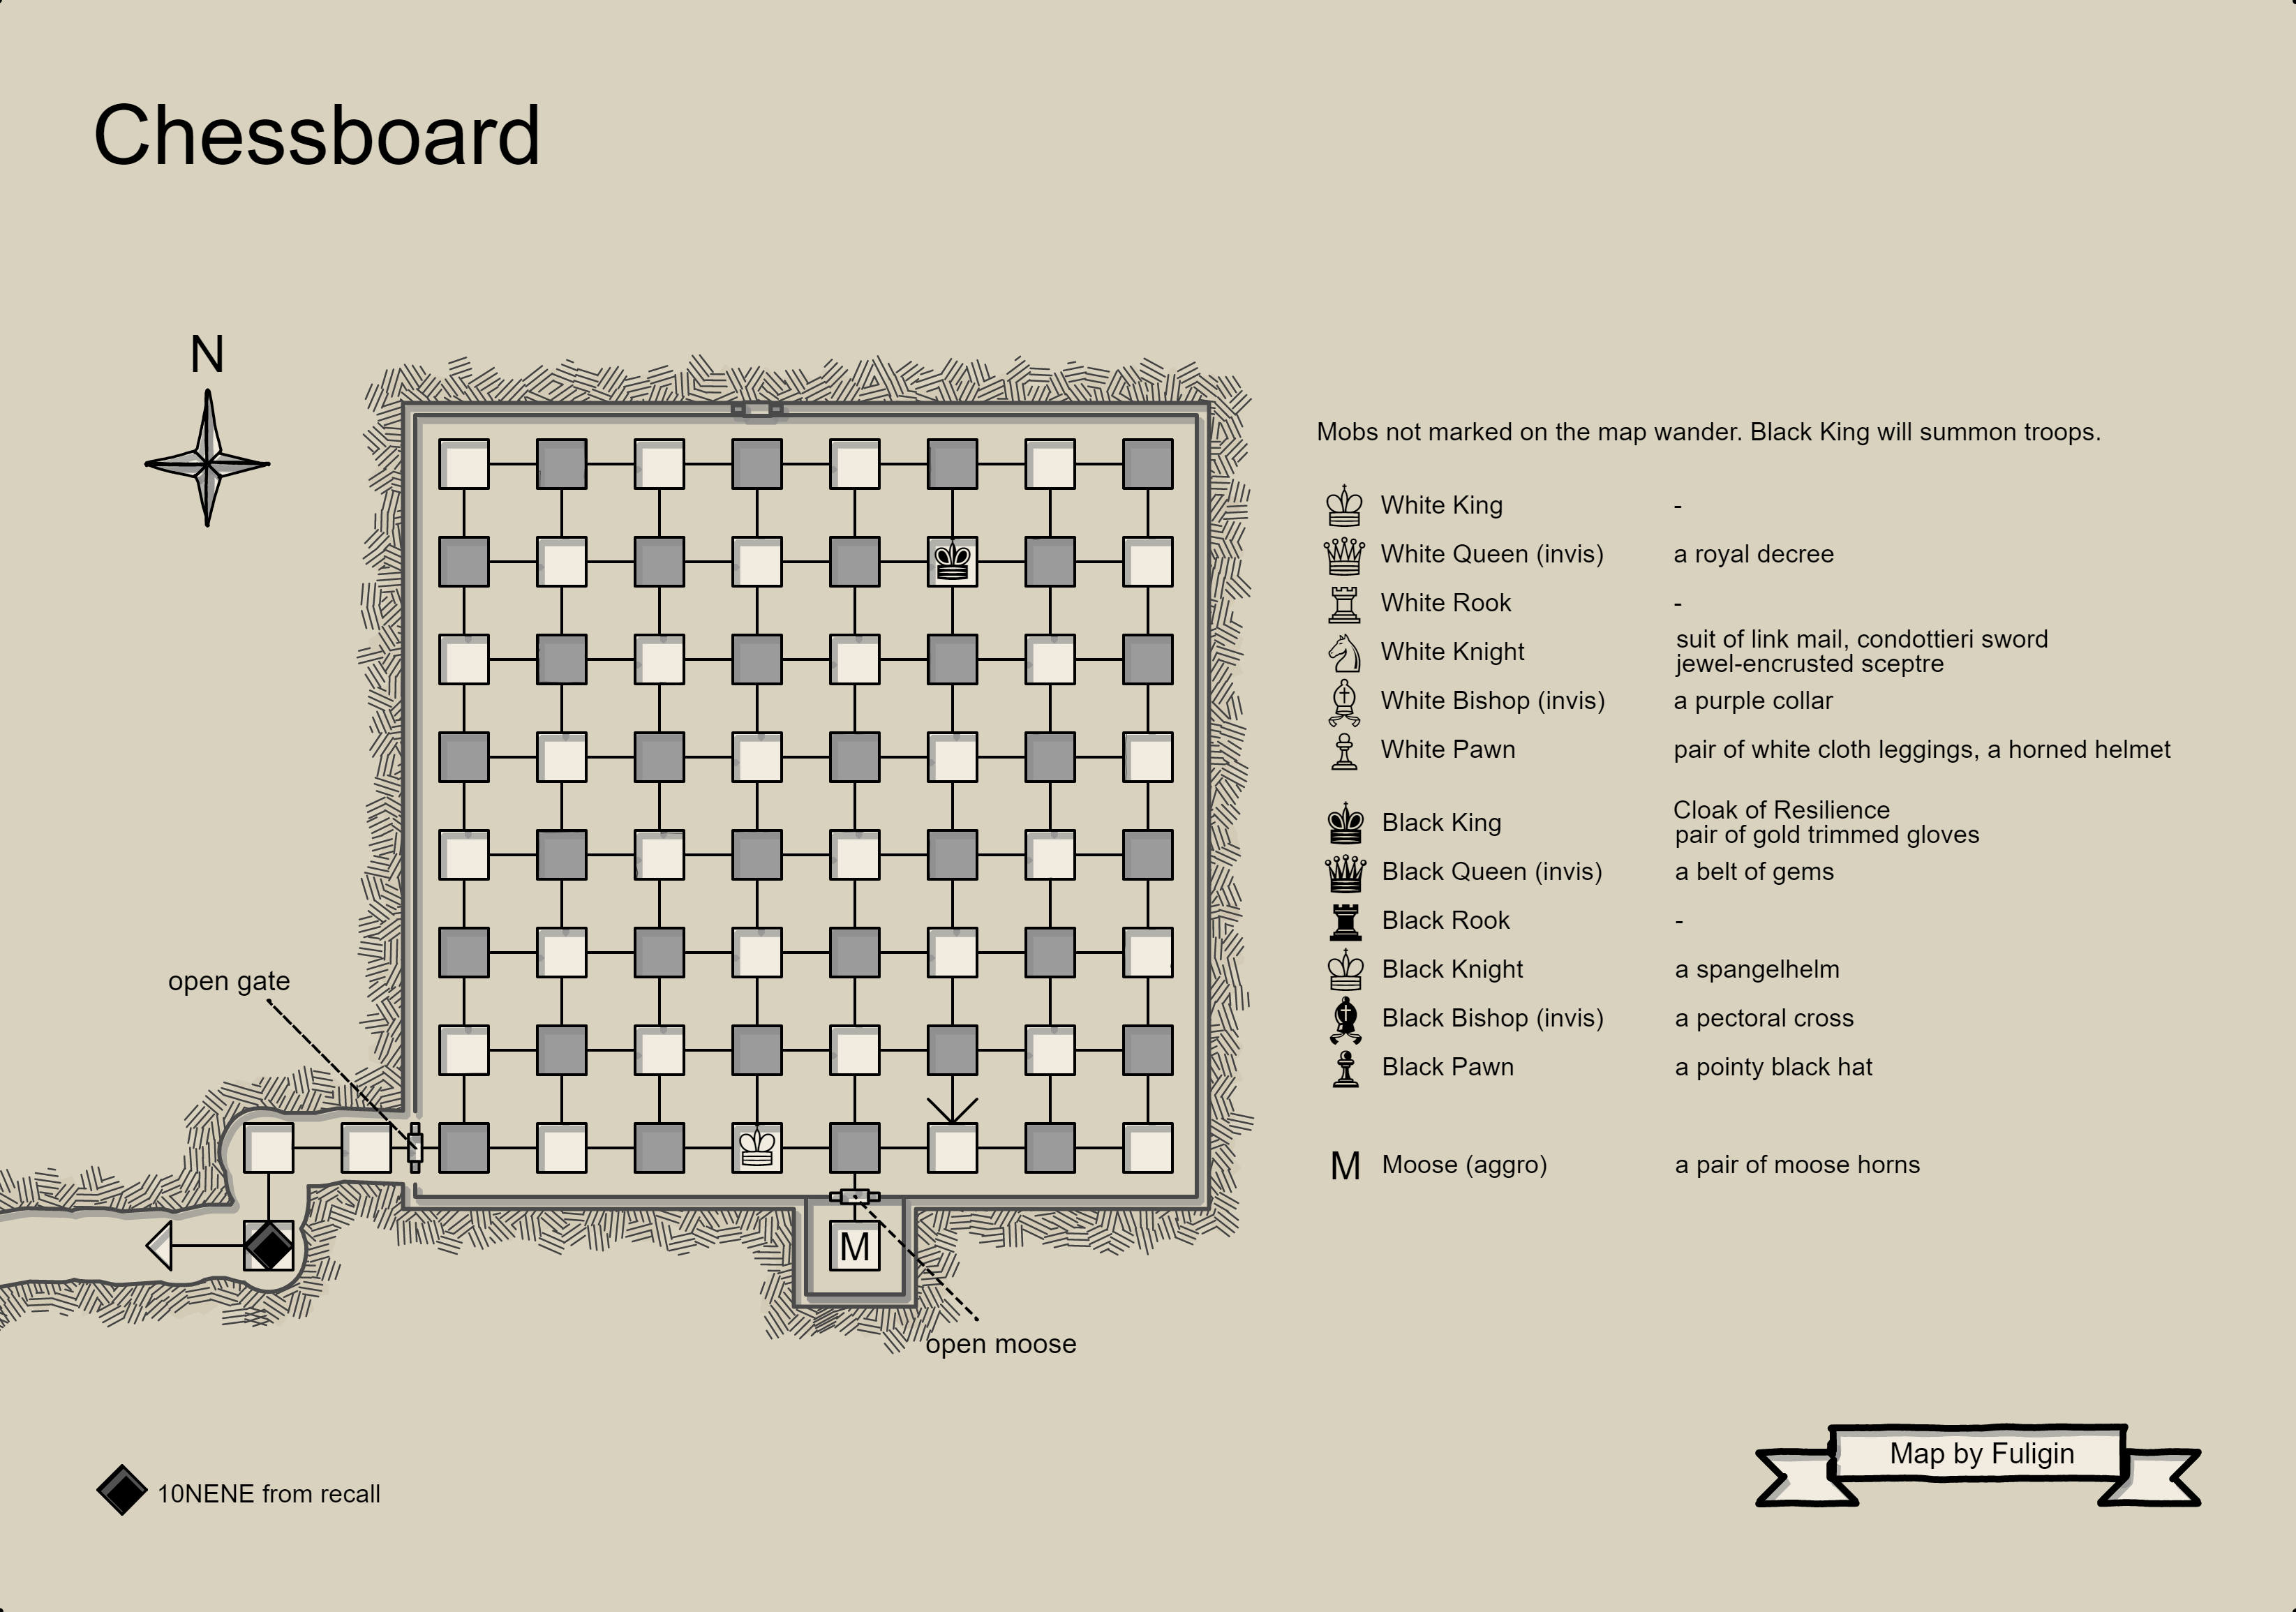 Chessboard
N
Mobs not marked on the map wander. Black King will summon troops.
White King -
White Queen (invis) a royal decree
White Rook -
White Knight suit of link mail, condottieri sword
jewel-encrusted sceptre
White Bishop (invis) a purple collar
White Pawn pair of white cloth leggings, a horned helmet
Black King Cloak of Resilience
pair of gold trimmed gloves
Black Queen (invis) a belt of gems
Black Rook -
Black Knight a spangelhelm
Black Bishop (invis) a pectoral cross
Black Pawn a pointy black hat
M Moose (aggro) a pair of moose horns
open gate
M
open moose
10NENE from recall
Map by Fuligin